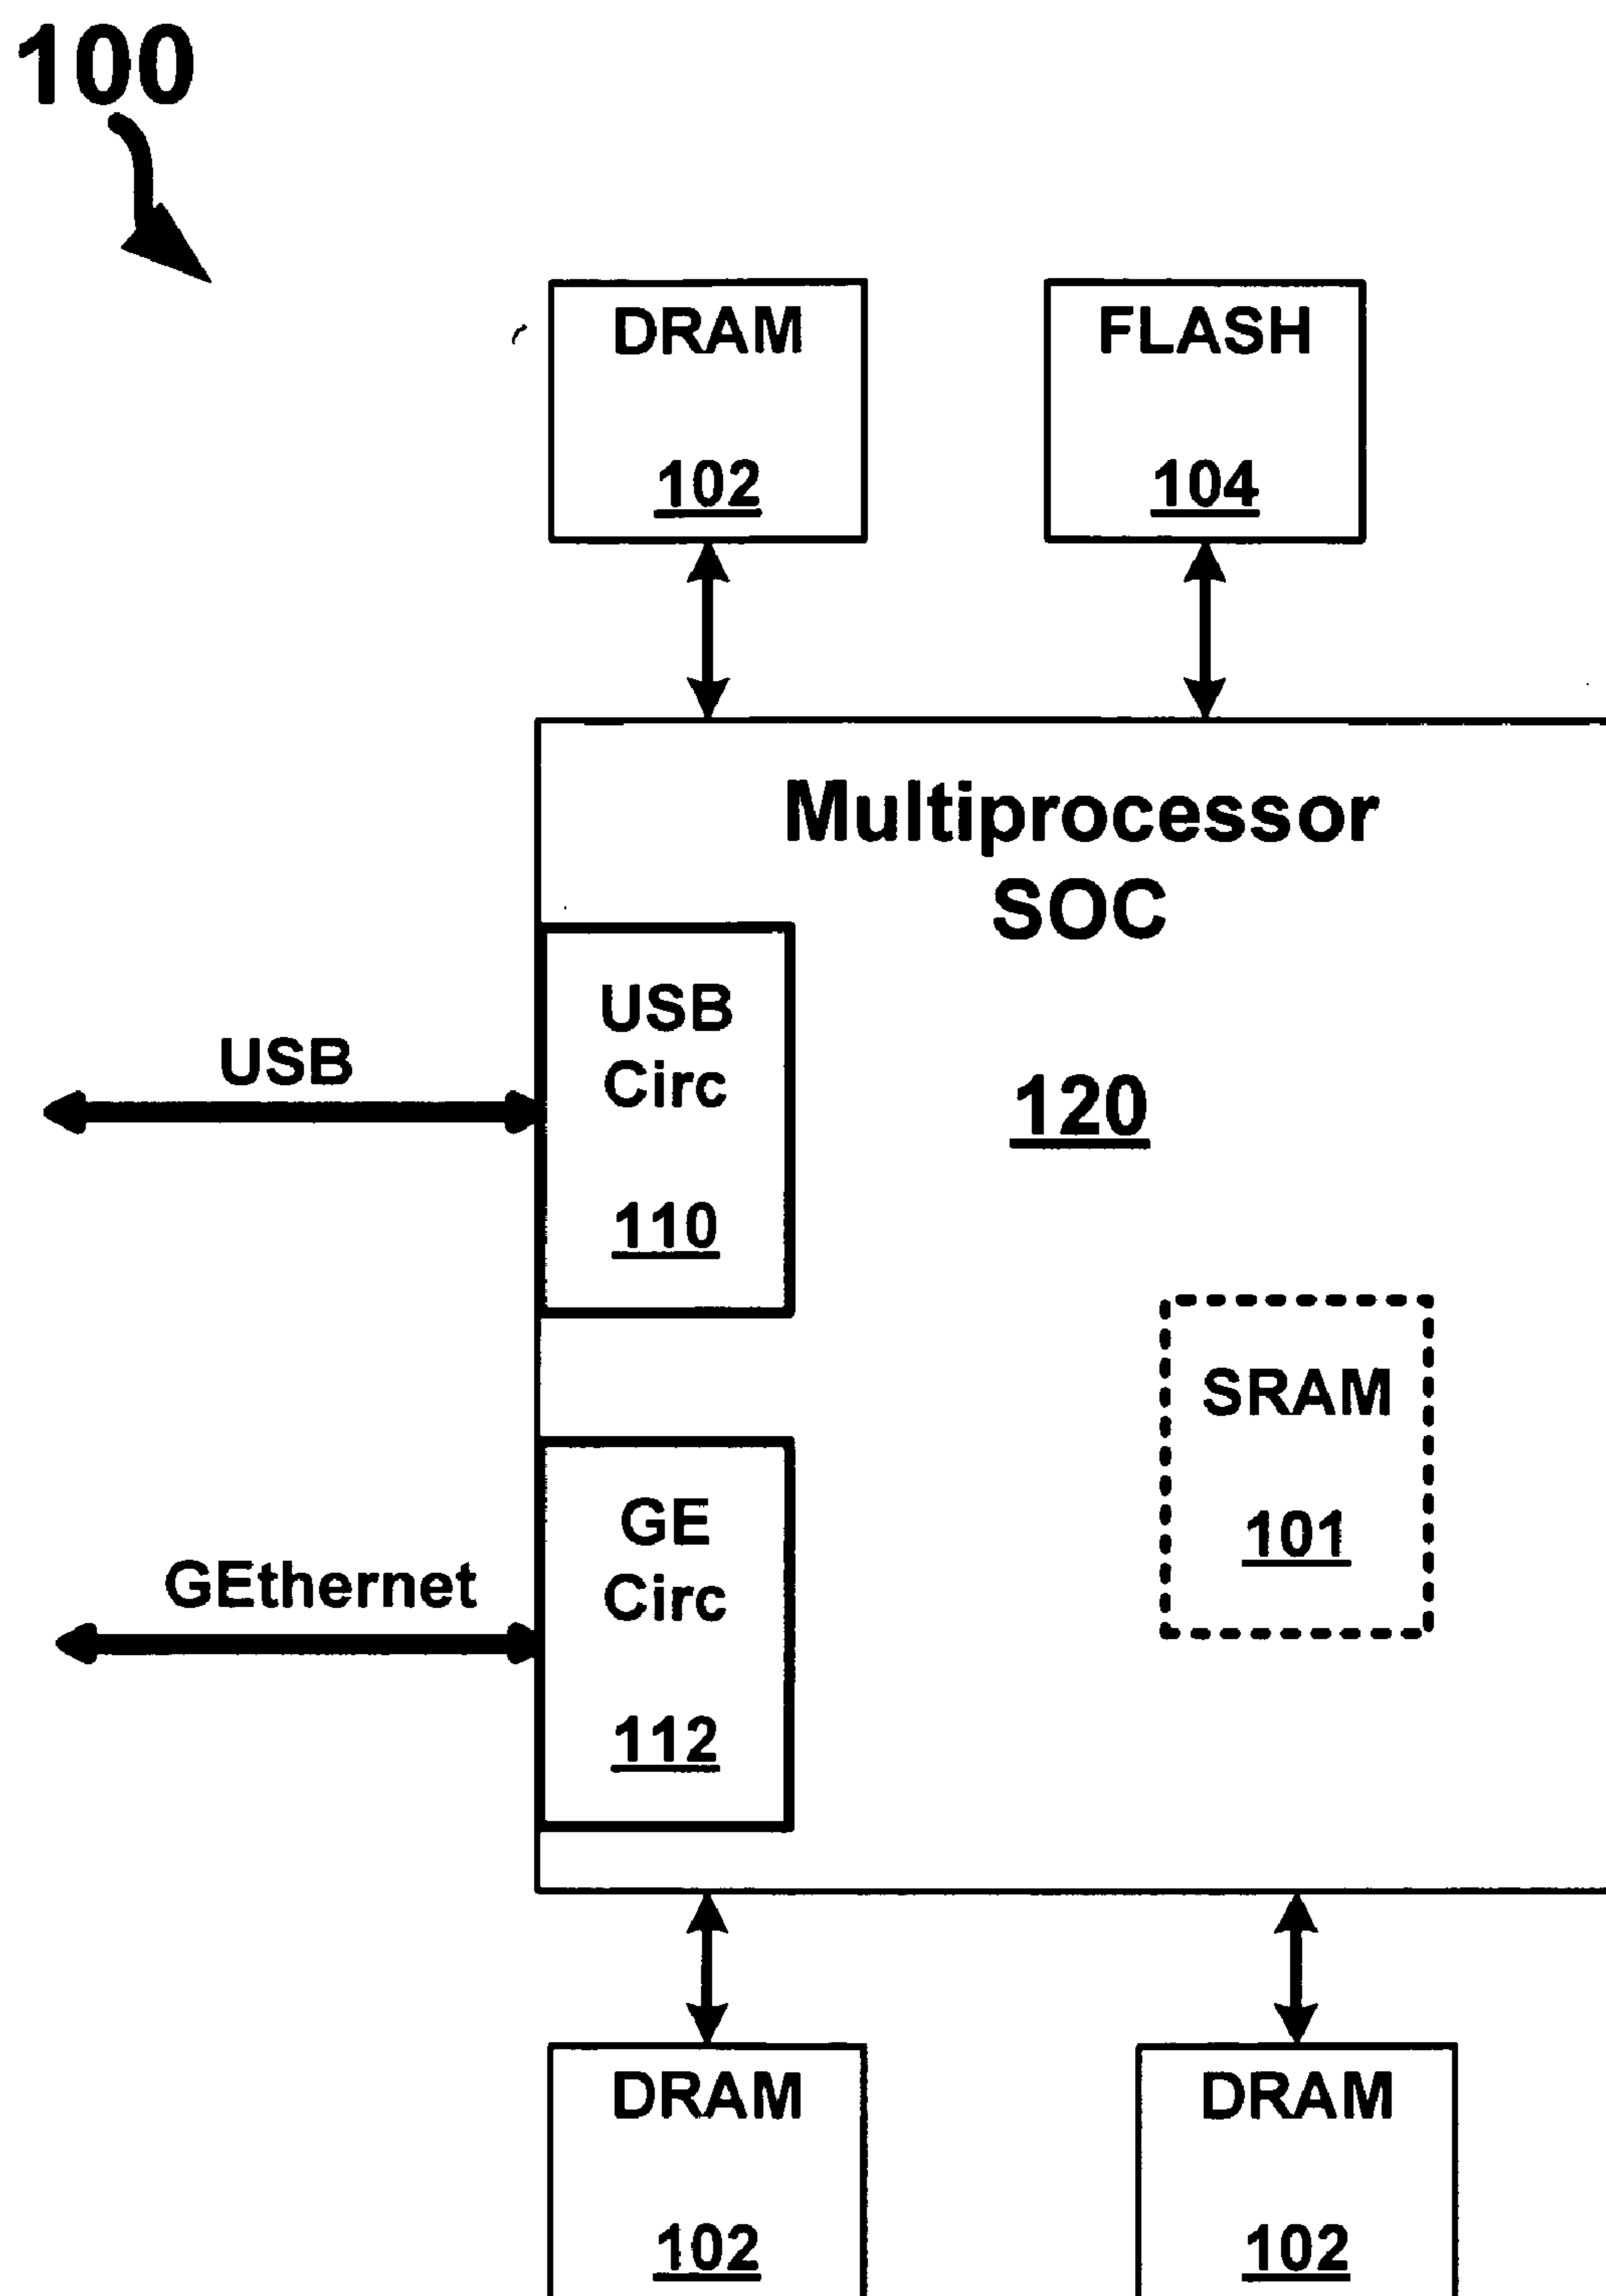 100
DRAM
102
FLASH
104
Multiprocessor
SOC
120
USB
USB
Circ
110
SRAM
101
GEthernet
GE
Circ
112
DRAM
102
DRAM
102